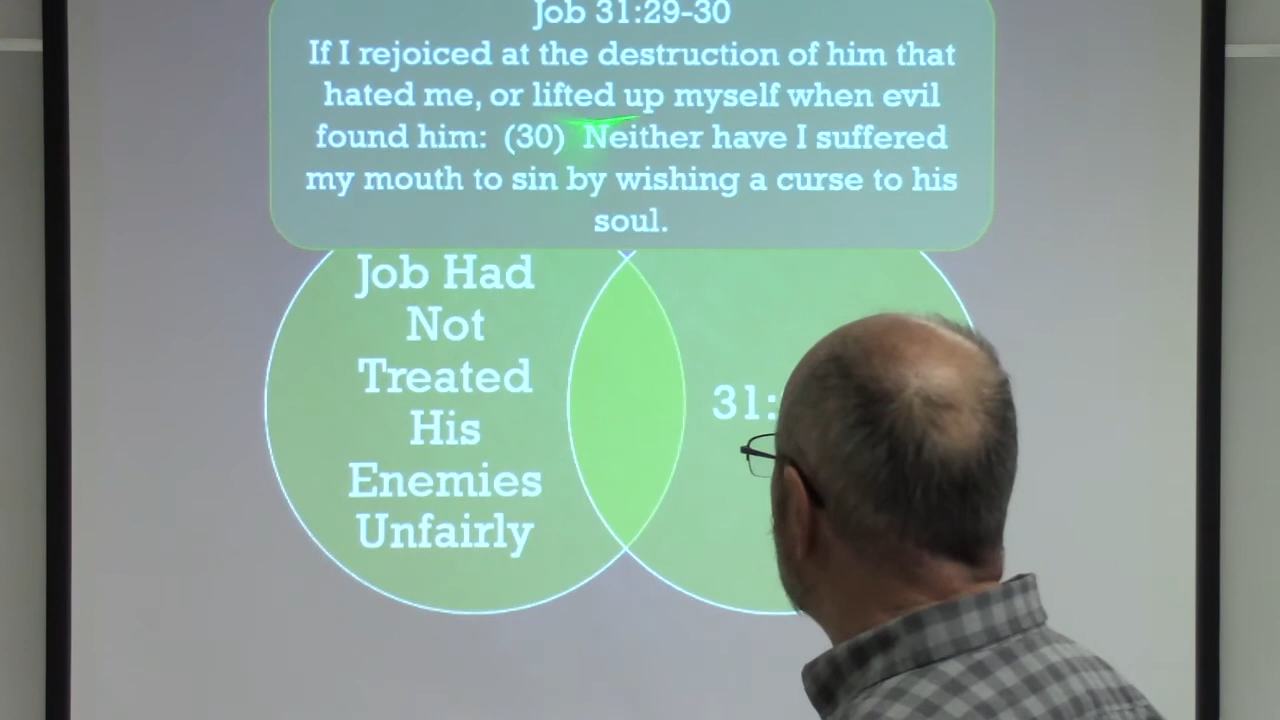 Job 31:29-30
If I rejoiced at the destruction of him that
hated me, or lifted up myself when evil
found him: (30) Neither have I suffered
my mouth to sin by wishing a curse to his
soul.
Job Had
Not
Treated
His
Enemies
Unfairly
31: